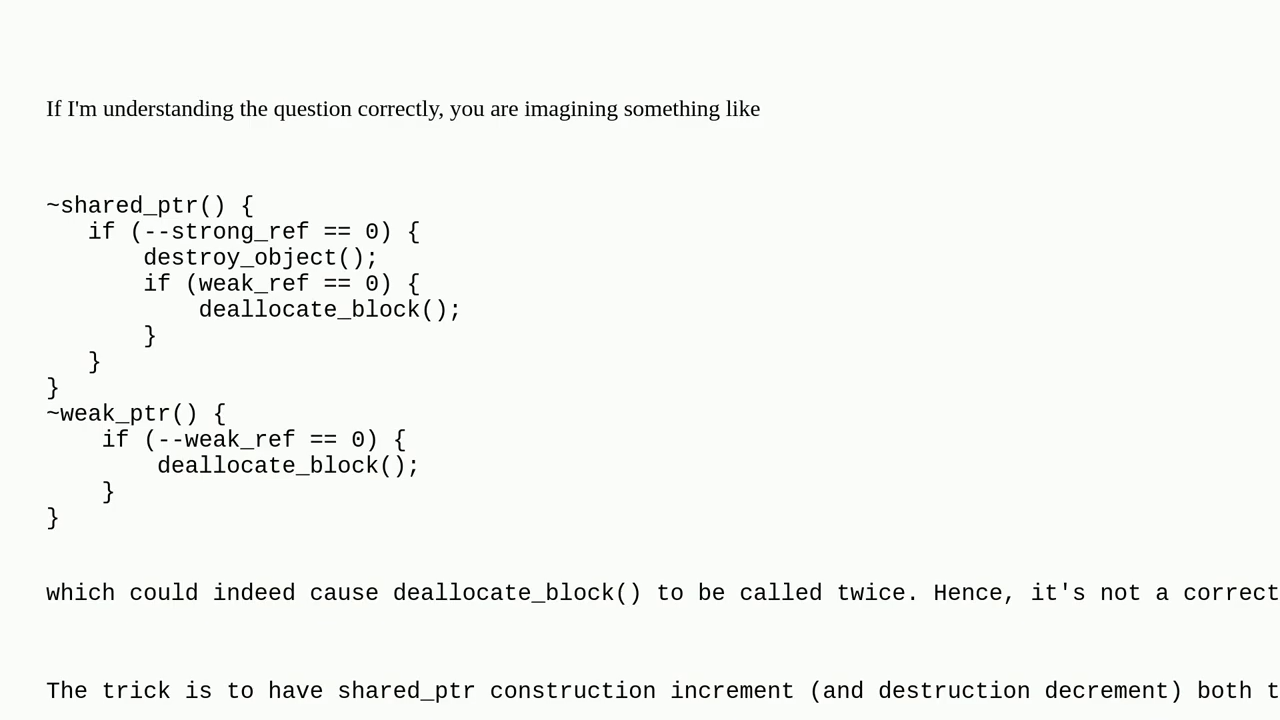 If I'm understanding the question correctly, you are imagining something like
~shared_ptr() {
   if (--strong_ref == 0) {
       destroy_object();
       if (weak_ref == 0) {
           deallocate_block();
       }
   }
}
~weak_ptr() {
    if (--weak_ref == 0) {
        deallocate_block();
    }
}
which could indeed cause deallocate_block() to be called twice. Hence, it's not a correct
The trick is to have shared_ptr construction increment (and destruction decrement) both